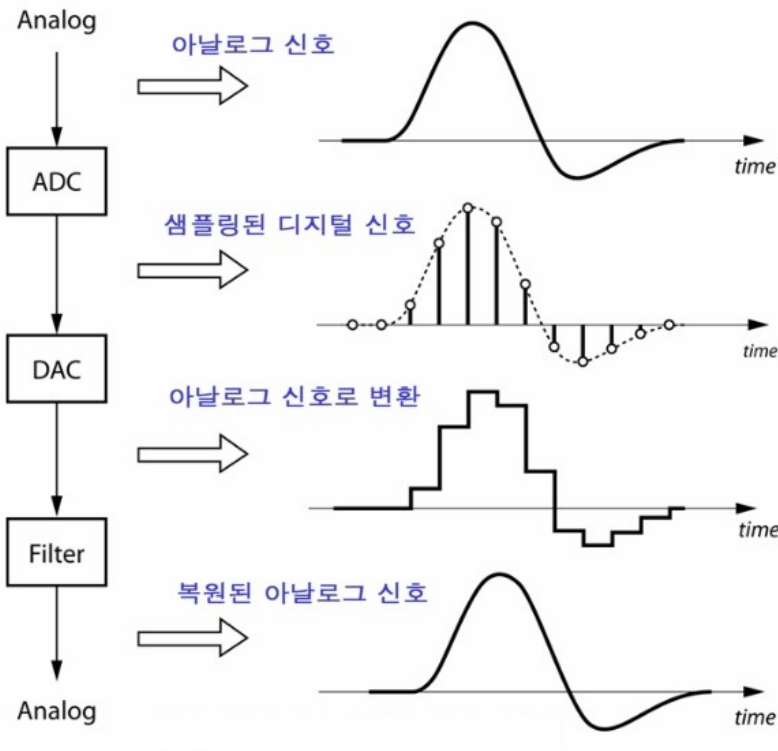 Analog
아날로그 신호
time
ADC
샘플링된 디지털 신호
time
DAC
아날로그 신호로 변환
time
Filter
복원된 아날로그 신호
time
Analog